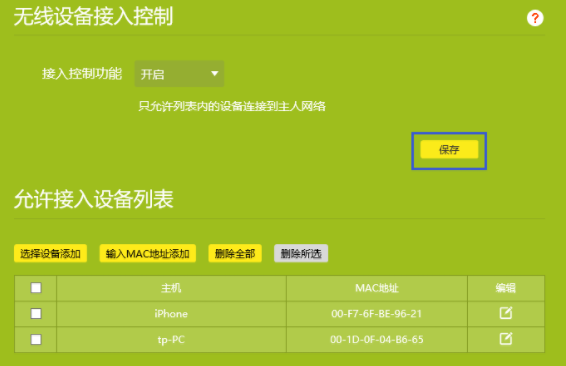 无线设备接入控制
?
接入控制功能 开启
只允许列表内的设备连接到主人网络
保存
允许接入设备列表
选择设备添加 输入MAC地址添加 删除全部 删除所选
主机 MAC地址 编辑
iPhone 00-F7-6F-BE-96-21
tp-PC 00-1D-0F-04-B6-65